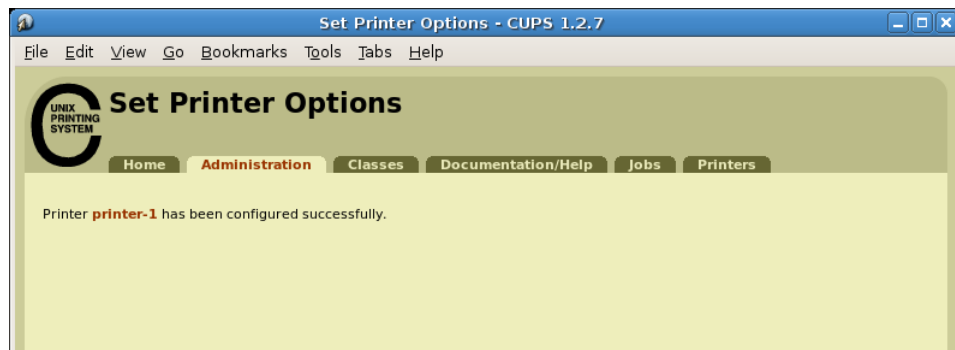 Set Printer Options - CUPS 1.2.7
File Edit View Go Bookmarks Tools Tabs Help
UNIX
PRINTING
SYSTEM
Set Printer Options
Home Administration Classes Documentation/Help Jobs Printers
Printer printer-1 has been configured successfully.